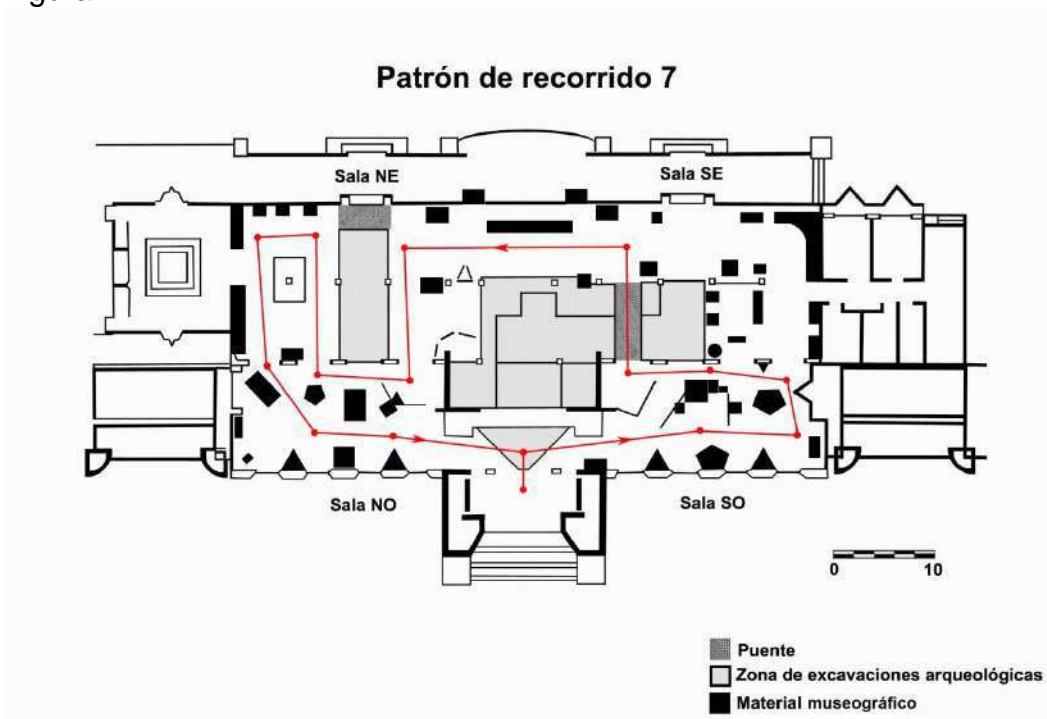 Patrón de recorrido 7
Sala NE
Sala SE
Sala NO
Sala SO
0 10
Puente
Zona de excavaciones arqueológicas
Material museográfico